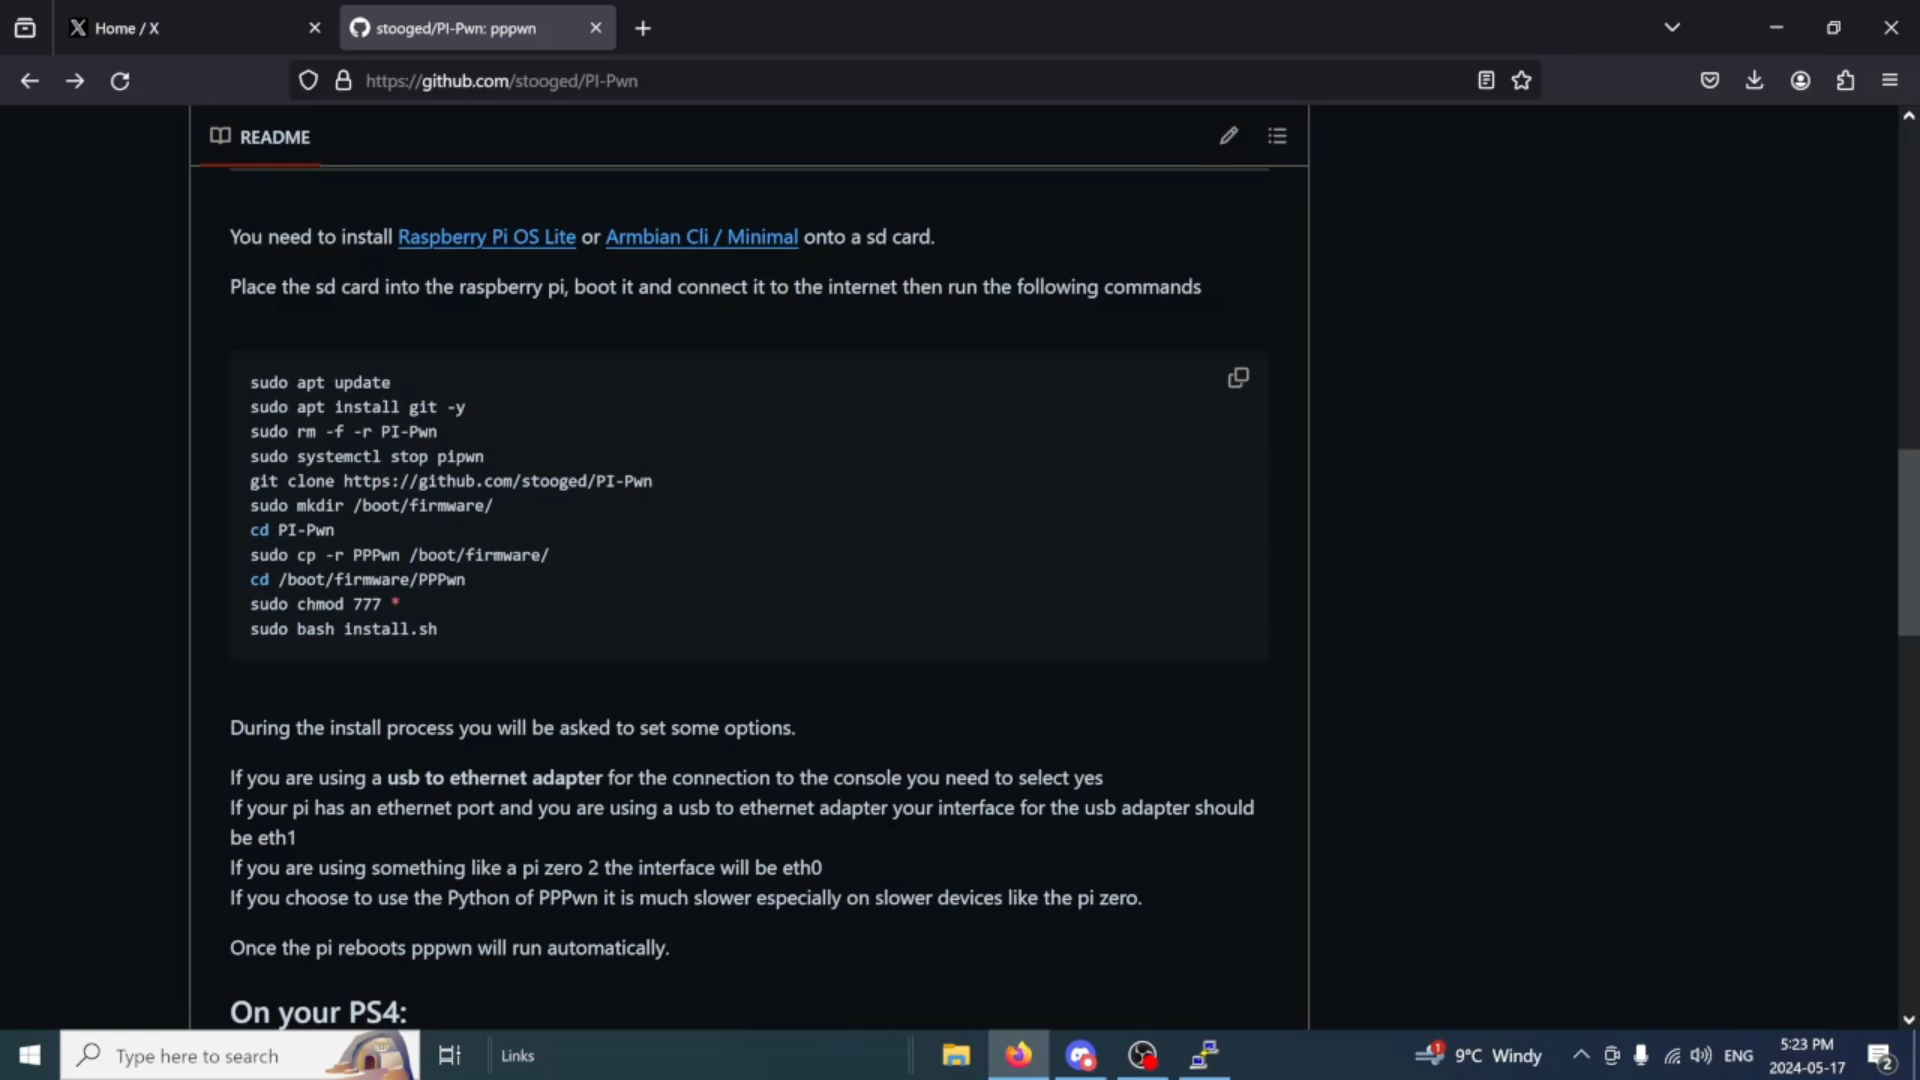 Home / X
stooged/PI-Pwn: pppwn
https://github.com/stooged/PI-Pwn
README
You need to install Raspberry Pi OS Lite or Armbian Cli / Minimal onto a sd card.
Place the sd card into the raspberry pi, boot it and connect it to the internet then run the following commands
sudo apt update
sudo apt install git -y
sudo rm -f -r PI-Pwn
sudo systemctl stop pipwn
git clone https://github.com/stooged/PI-Pwn
sudo mkdir /boot/firmware/
cd PI-Pwn
sudo cp -r PPPwn /boot/firmware/
cd /boot/firmware/PPPwn
sudo chmod 777 *
sudo bash install.sh
During the install process you will be asked to set some options.
If you are using a usb to ethernet adapter for the connection to the console you need to select yes
If your pi has an ethernet port and you are using a usb to ethernet adapter your interface for the usb adapter should
be eth1
If you are using something like a pi zero 2 the interface will be eth0
If you choose to use the Python of PPPwn it is much slower especially on slower devices like the pi zero.
Once the pi reboots pppwn will run automatically.
On your PS4:
Type here to search
Links
1
9°C Windy
ENG
5:23 PM
2024-05-17
2